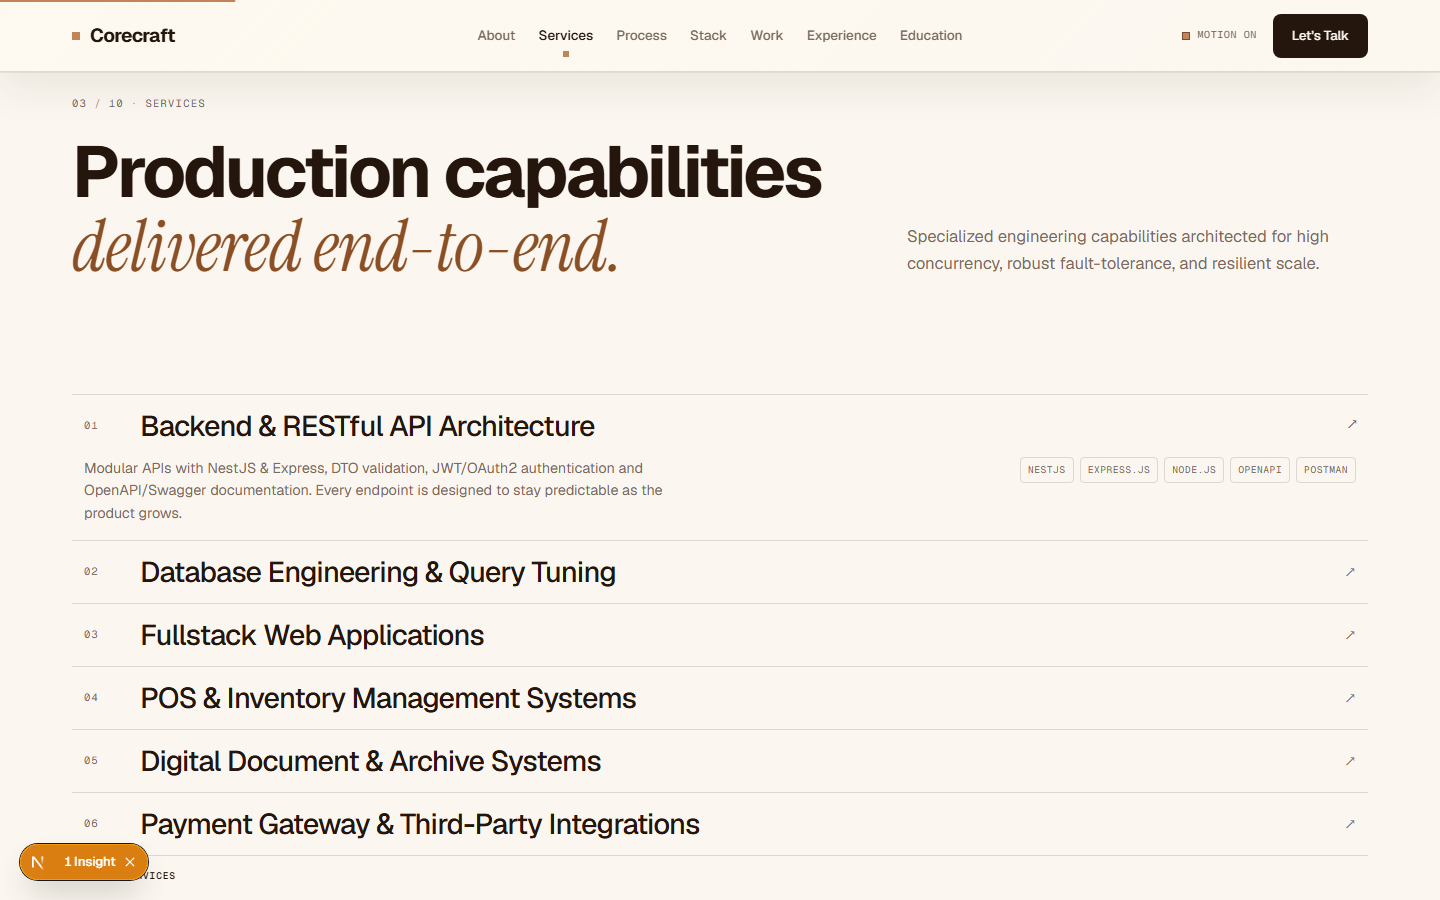 Corecraft
About Services Process Stack Work Experience Education
MOTION ON
Let's Talk
03 / 10 · SERVICES
Production capabilities
delivered end-to-end.
Specialized engineering capabilities architected for high
concurrency, robust fault-tolerance, and resilient scale.
01 Backend & RESTful API Architecture ↗
Modular APIs with NestJS & Express, DTO validation, JWT/OAuth2 authentication and
OpenAPI/Swagger documentation. Every endpoint is designed to stay predictable as the
product grows.
NESTJS EXPRESS.JS NODE.JS OPENAPI POSTMAN
02 Database Engineering & Query Tuning ↗
03 Fullstack Web Applications ↗
04 POS & Inventory Management Systems ↗
05 Digital Document & Archive Systems ↗
06 Payment Gateway & Third-Party Integrations ↗
N 1 Insight ×